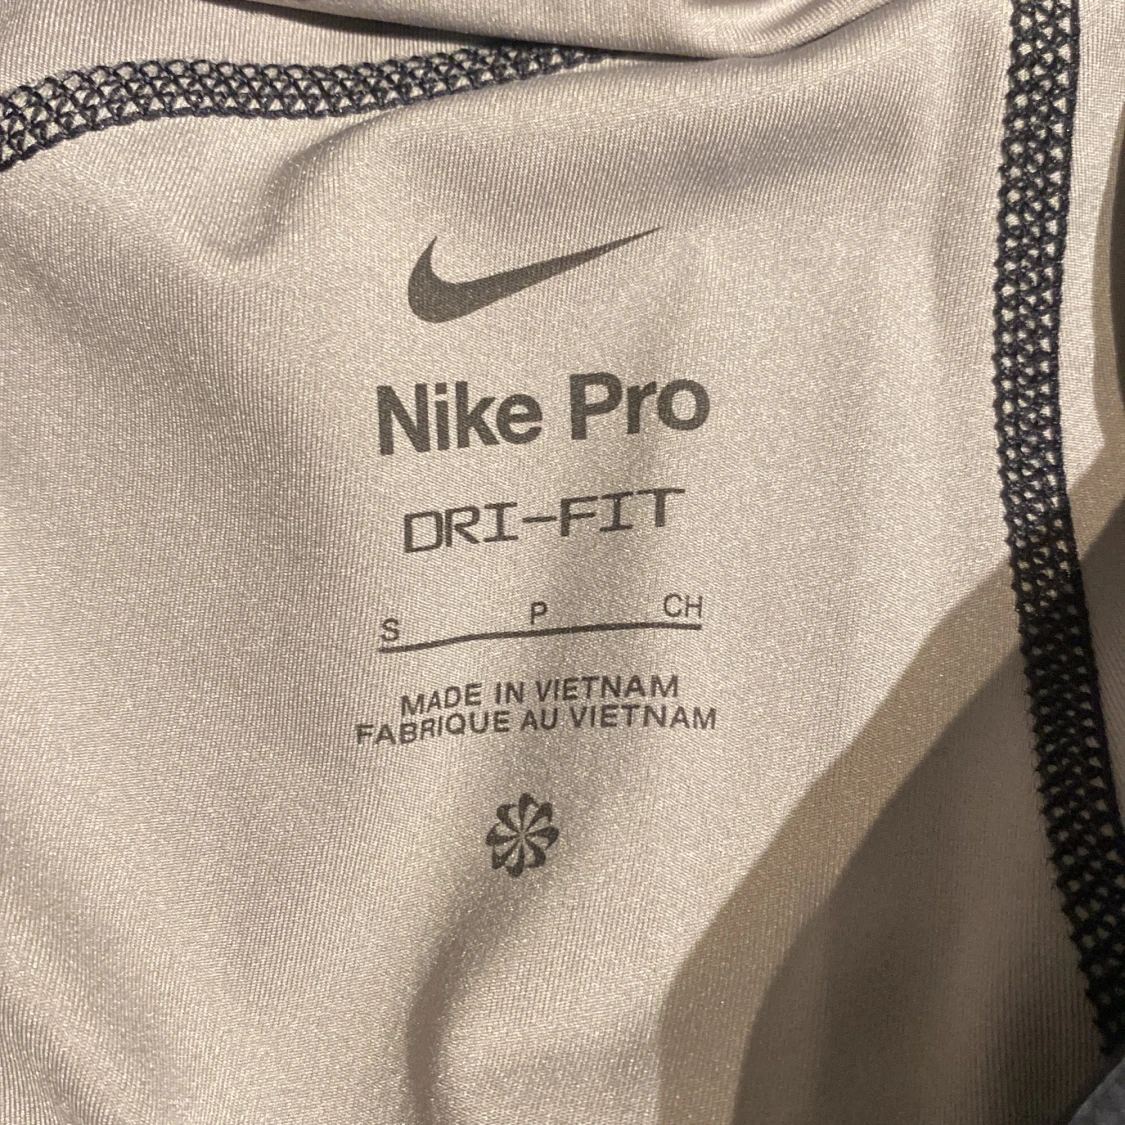 Nike Pro
DRI-FIT
S P CH
MADE IN VIETNAM
FABRIQUE AU VIETNAM